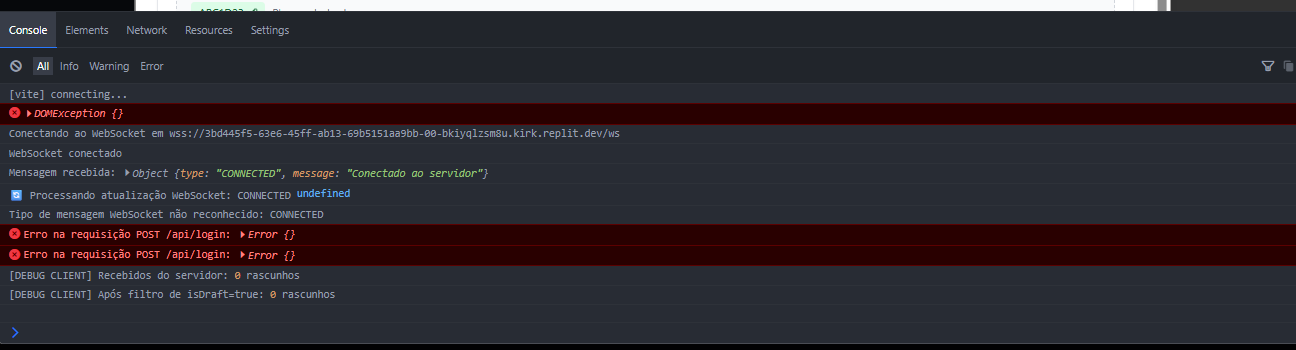 Console Elements Network Resources Settings
All Info Warning Error
[vite] connecting...
DOMException {}
Conectando ao WebSocket em wss://3bd445f5-63e6-45ff-ab13-69b5151aa9bb-00-bkiyqlzsm8u.kirk.replit.dev/ws
WebSocket conectado
Mensagem recebida: Object {type: "CONNECTED", message: "Conectado ao servidor"}
Processando atualização WebSocket: CONNECTED undefined
Tipo de mensagem WebSocket não reconhecido: CONNECTED
Erro na requisição POST /api/login: Error {}
Erro na requisição POST /api/login: Error {}
[DEBUG CLIENT] Recebidos do servidor: 0 rascunhos
[DEBUG CLIENT] Após filtro de isDraft=true: 0 rascunhos